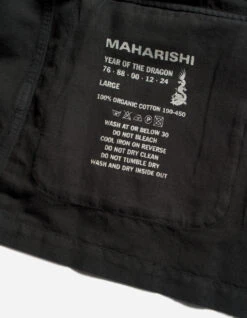 MAHARISHI
YEAR OF THE DRAGON
76·88·00·12·24
LARGE
100% ORGANIC COTTON 100-450
WASH AT OR BELOW 30
DO NOT BLEACH
COOL IRON ON REVERSE
DO NOT DRY CLEAN
DO NOT TUMBLE DRY
WASH AND DRY INSIDE OUT